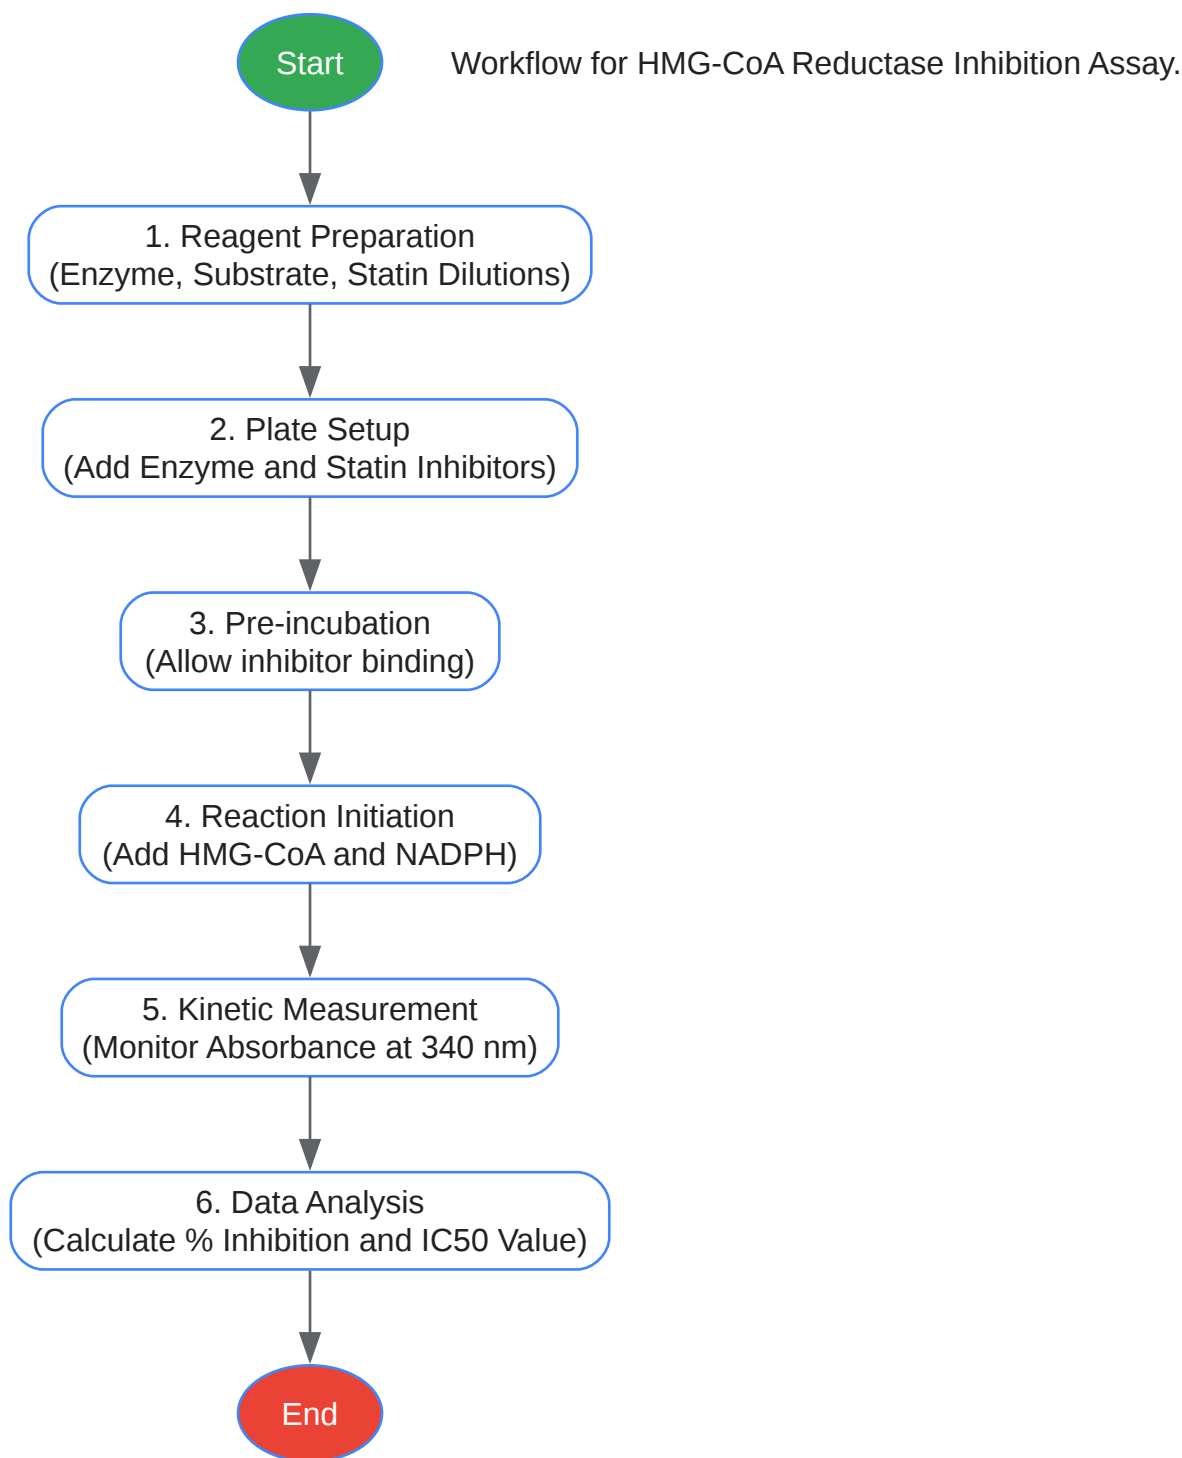 Start
Workflow for HMG-CoA Reductase Inhibition Assay.
1. Reagent Preparation
(Enzyme, Substrate, Statin Dilutions)
2. Plate Setup
(Add Enzyme and Statin Inhibitors)
3. Pre-incubation
(Allow inhibitor binding)
4. Reaction Initiation
(Add HMG-CoA and NADPH)
5. Kinetic Measurement
(Monitor Absorbance at 340 nm)
6. Data Analysis
(Calculate % Inhibition and IC50 Value)
End